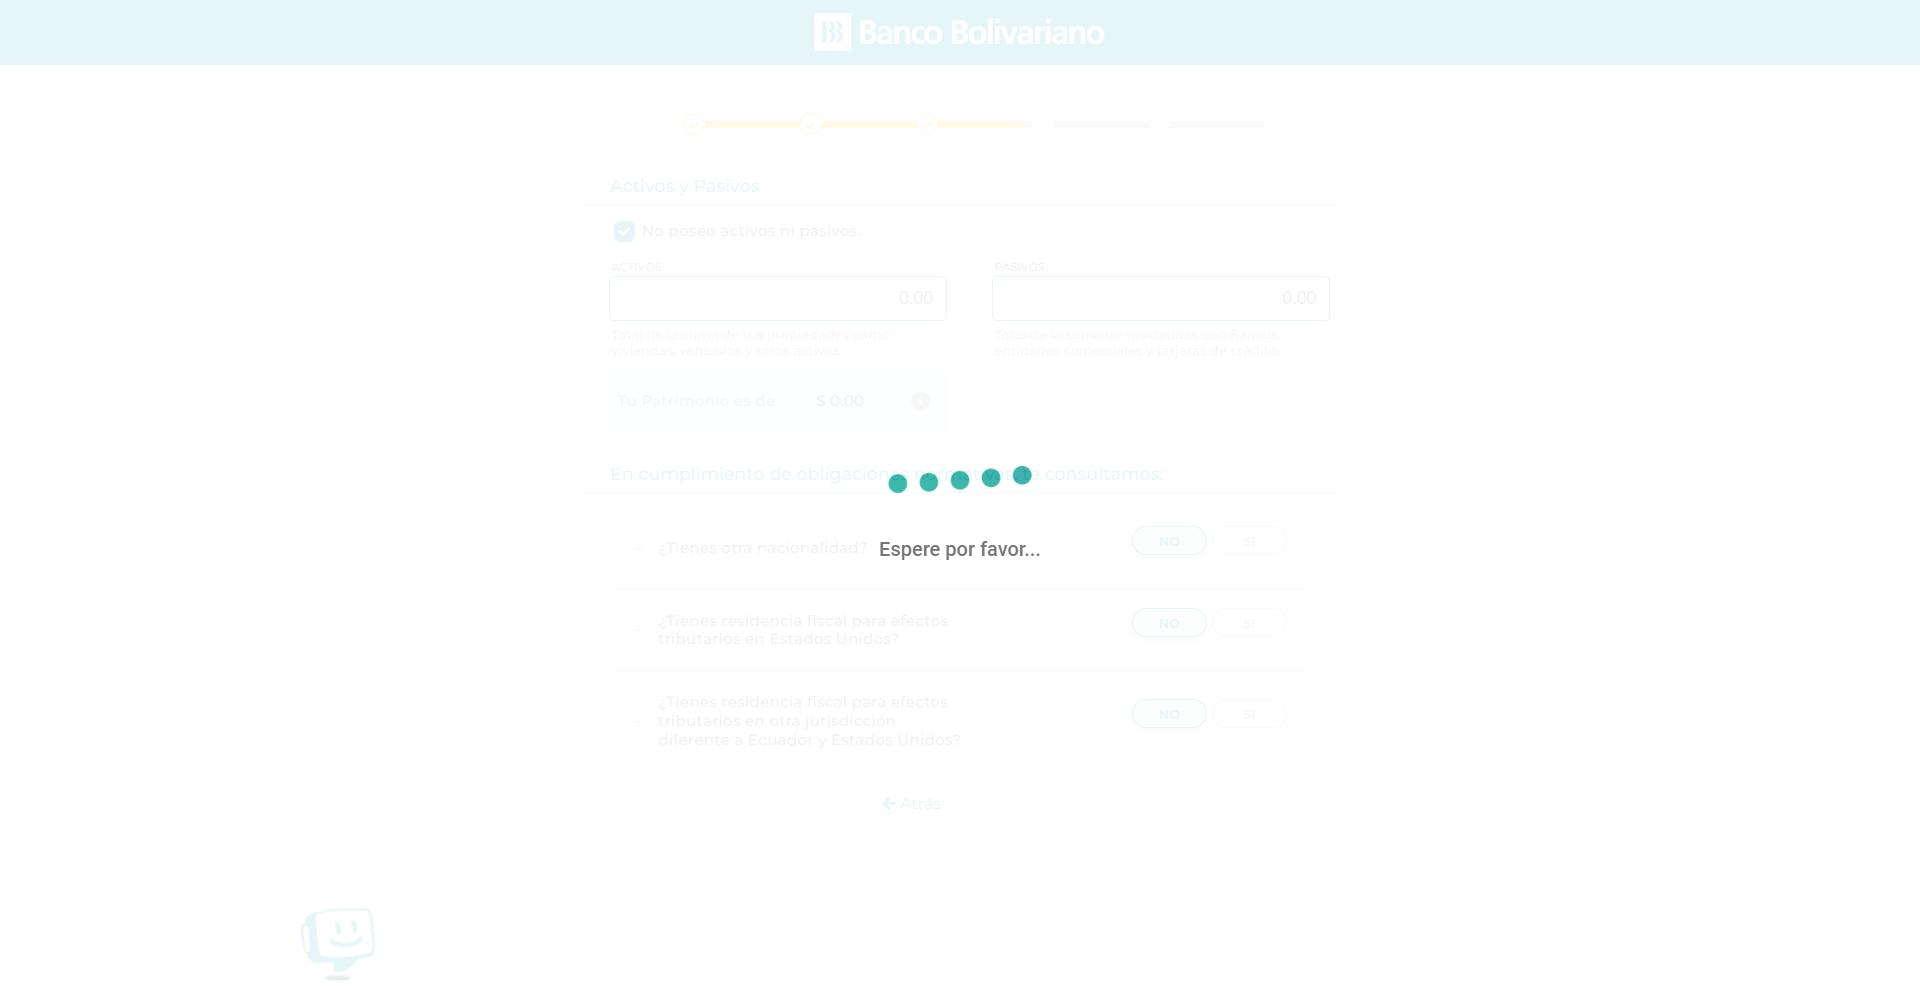 Banco Bolivariano
Activos y Pasivos
No poseo activos ni pasivos.
ACTIVOS
PASIVOS
0.00
0.00
Total de la suma de tus propiedades como
viviendas, vehículos y otros activos.
Total de la suma de tus deudas con Bancos,
entidades comerciales y tarjetas de crédito.
Tu Patrimonio es de
$ 0.00
En cumplimiento de obligaciones normativas, te consultamos:
¿Tienes otra nacionalidad?
Espere por favor...
NO
SI
¿Tienes residencia fiscal para efectos
tributarios en Estados Unidos?
NO
SI
¿Tienes residencia fiscal para efectos
tributarios en otra jurisdicción
diferente a Ecuador y Estados Unidos?
NO
SI
Atrás